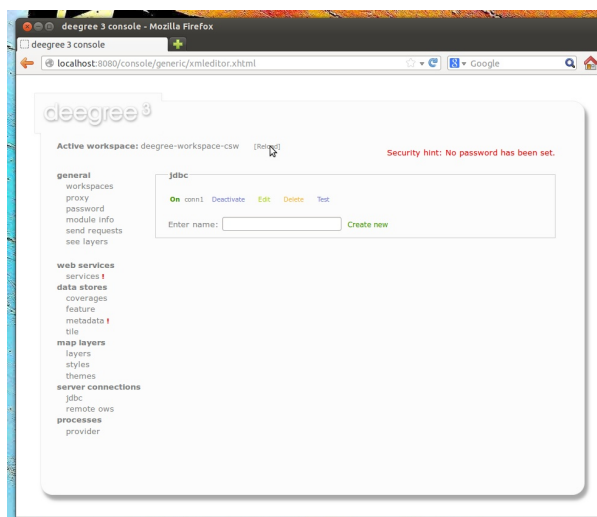 deegree 3 console - Mozilla Firefox
deegree 3 console
localhost:8080/console/generic/xmleditor.xhtml
Google
deegree 3
Active workspace: deegree-workspace-csw [Reload]
Security hint: No password has been set.
general
workspaces
proxy
password
module info
send requests
see layers
web services
services !
data stores
coverages
feature
metadata !
tile
map layers
layers
styles
themes
server connections
jdbc
remote ows
processes
provider
jdbc
On conn1 Deactivate Edit Delete Test
Enter name: Create new